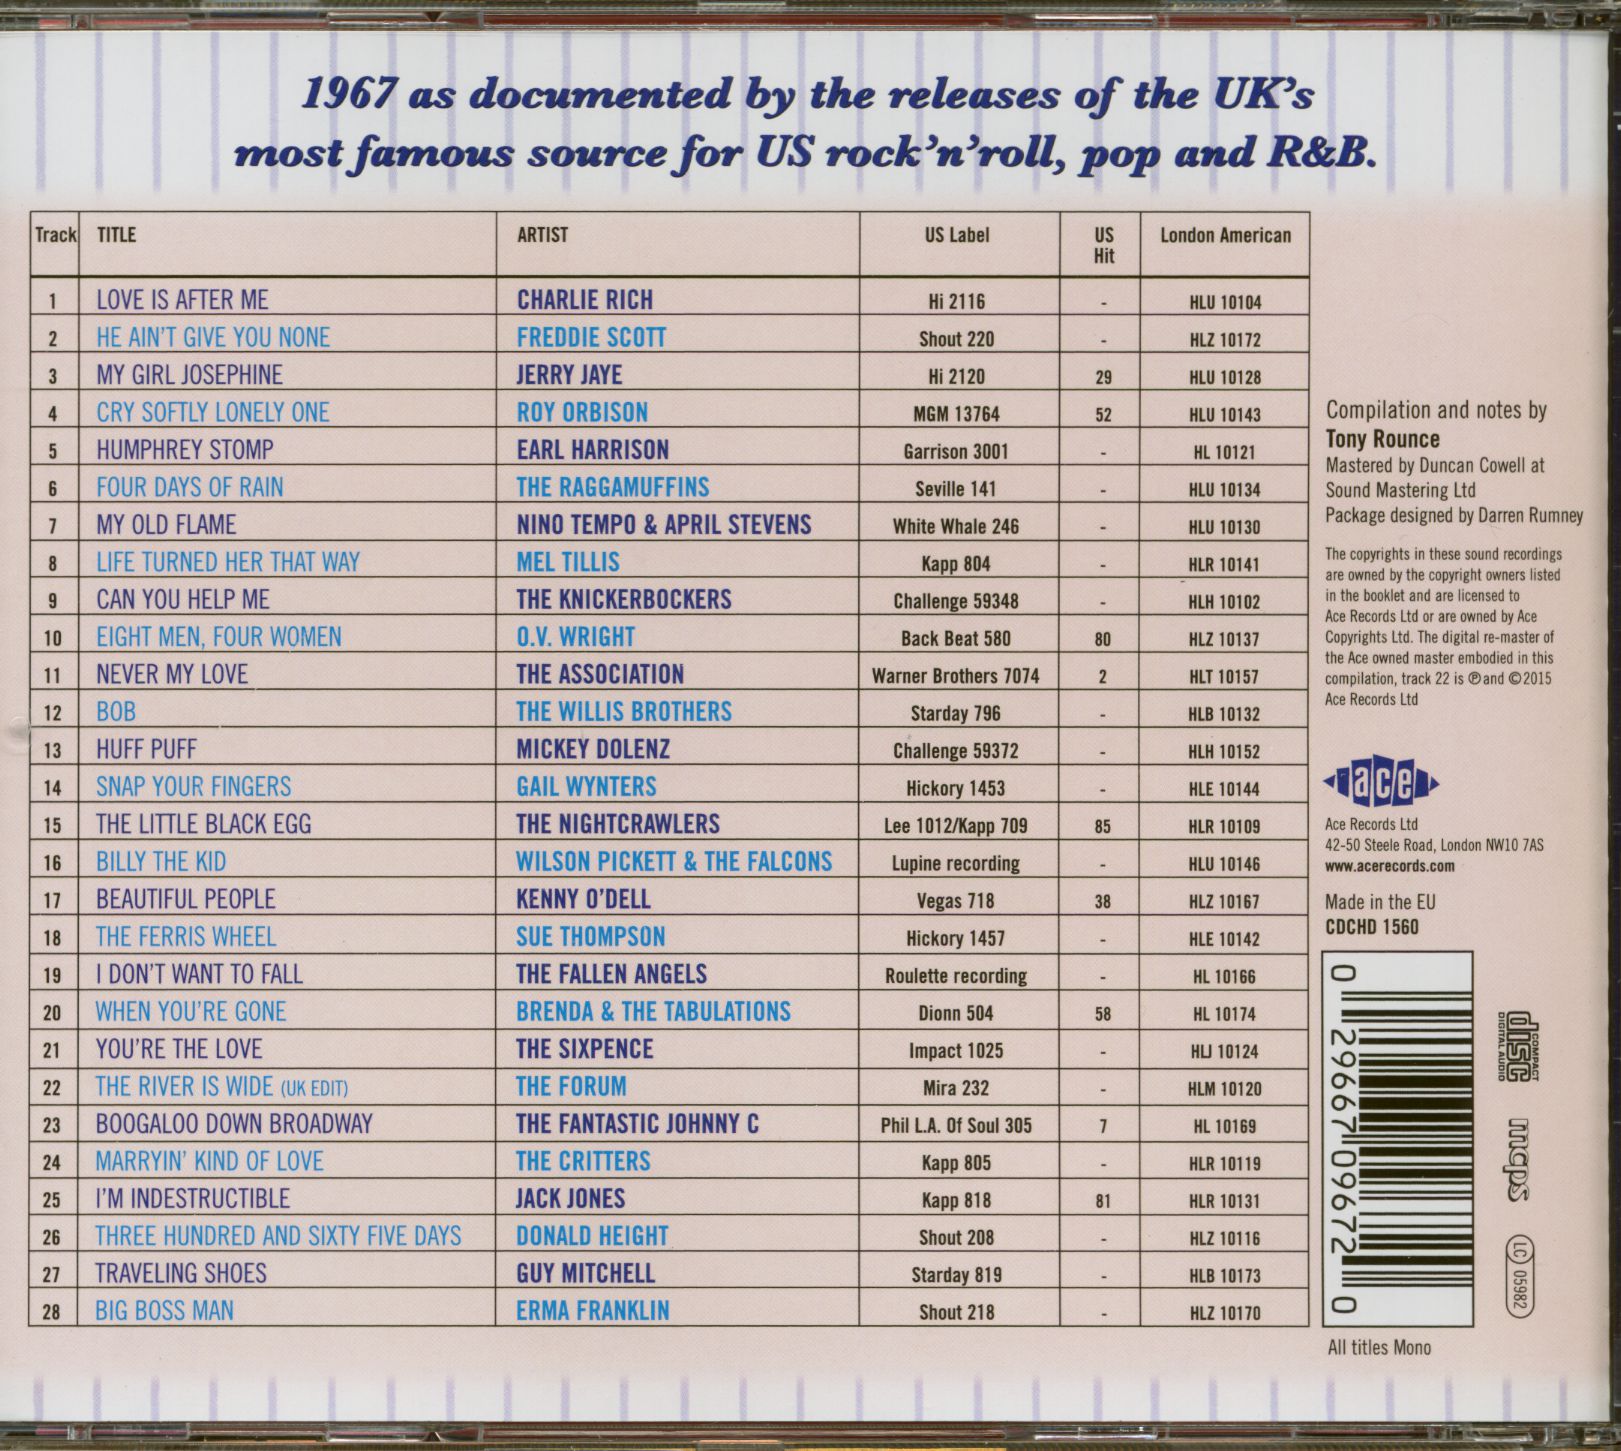 1967 as documented by the releases of the UK's
most famous source for US rock'n'roll, pop and R&B.
Track TITLE ARTIST US Label US Hit London American
1 LOVE IS AFTER ME CHARLIE RICH Hi 2116 - HLU 10104
2 HE AIN'T GIVE YOU NONE FREDDIE SCOTT Shout 220 - HLZ 10172
3 MY GIRL JOSEPHINE JERRY JAYE Hi 2120 29 HLU 10128
4 CRY SOFTLY LONELY ONE ROY ORBISON MGM 13764 52 HLU 10143
5 HUMPHREY STOMP EARL HARRISON Garrison 3001 - HL 10121
6 FOUR DAYS OF RAIN THE RAGGAMUFFINS Seville 141 - HLU 10134
7 MY OLD FLAME NINO TEMPO & APRIL STEVENS White Whale 246 - HLU 10130
8 LIFE TURNED HER THAT WAY MEL TILLIS Kapp 804 - HLR 10141
9 CAN YOU HELP ME THE KNICKERBOCKERS Challenge 59348 - HLH 10102
10 EIGHT MEN, FOUR WOMEN O.V. WRIGHT Back Beat 580 80 HLZ 10137
11 NEVER MY LOVE THE ASSOCIATION Warner Brothers 7074 2 HLT 10157
12 BOB THE WILLIS BROTHERS Starday 796 - HLB 10132
13 HUFF PUFF MICKEY DOLENZ Challenge 59372 - HLH 10152
14 SNAP YOUR FINGERS GAIL WYNTERS Hickory 1453 - HLE 10144
15 THE LITTLE BLACK EGG THE NIGHTCRAWLERS Lee 1012/Kapp 709 85 HLR 10109
16 BILLY THE KID WILSON PICKETT & THE FALCONS Lupine recording - HLU 10146
17 BEAUTIFUL PEOPLE KENNY O'DELL Vegas 718 38 HLZ 10167
18 THE FERRIS WHEEL SUE THOMPSON Hickory 1457 - HLE 10142
19 I DON'T WANT TO FALL THE FALLEN ANGELS Roulette recording - HL 10166
20 WHEN YOU'RE GONE BRENDA & THE TABULATIONS Dionn 504 58 HL 10174
21 YOU'RE THE LOVE THE SIXPENCE Impact 1025 - HLJ 10124
22 THE RIVER IS WIDE (UK EDIT) THE FORUM Mira 232 - HLM 10120
23 BOOGALOO DOWN BROADWAY THE FANTASTIC JOHNNY C Phil L.A. Of Soul 305 7 HL 10169
24 MARRYIN' KIND OF LOVE THE CRITTERS Kapp 805 - HLR 10119
25 I'M INDESTRUCTIBLE JACK JONES Kapp 818 81 HLR 10131
26 THREE HUNDRED AND SIXTY FIVE DAYS DONALD HEIGHT Shout 208 - HLZ 10116
27 TRAVELING SHOES GUY MITCHELL Starday 819 - HLB 10173
28 BIG BOSS MAN ERMA FRANKLIN Shout 218 - HLZ 10170
Compilation and notes by
Tony Rounce
Mastered by Duncan Cowell at
Sound Mastering Ltd
Package designed by Darren Rumney
The copyrights in these sound recordings
are owned by the copyright owners listed
in the booklet and are licensed to
Ace Records Ltd or are owned by Ace
Copyrights Ltd. The digital re-master of
the Ace owned master embodied in this
compilation, track 22 is ℗ and © 2015
Ace Records Ltd
ace
Ace Records Ltd
42-50 Steele Road, London NW10 7AS
www.acerecords.com
Made in the EU
CDCHD 1560
0 29667 09672 0
COMPACT
disc
DIGITAL AUDIO
mcps
LC 05982
All titles Mono